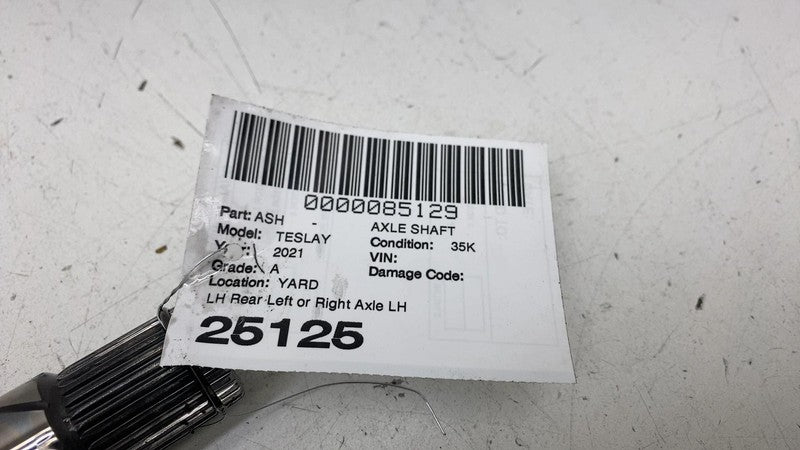 0000085129
Part: ASH - AXLE SHAFT
Model: TESLAY Condition: 35K
Year: 2021 VIN:
Grade: A Damage Code:
Location: YARD
LH Rear Left or Right Axle LH
25125